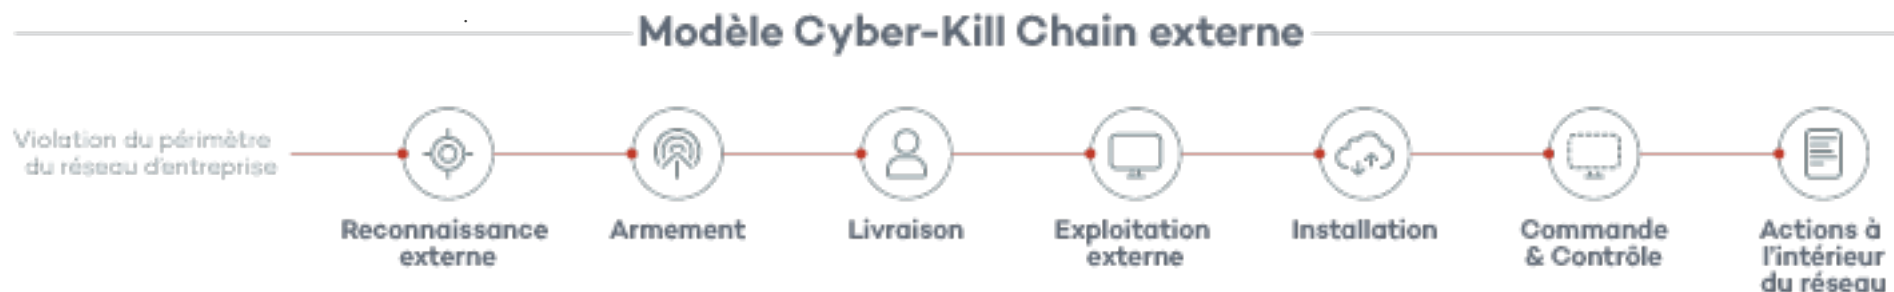 Modèle Cyber-Kill Chain externe
Violation du périmètre
du réseau d'entreprise
Reconnaissance
externe
Armement
Livraison
Exploitation
externe
Installation
Commande
& Contrôle
Actions à
l'intérieur
du réseau